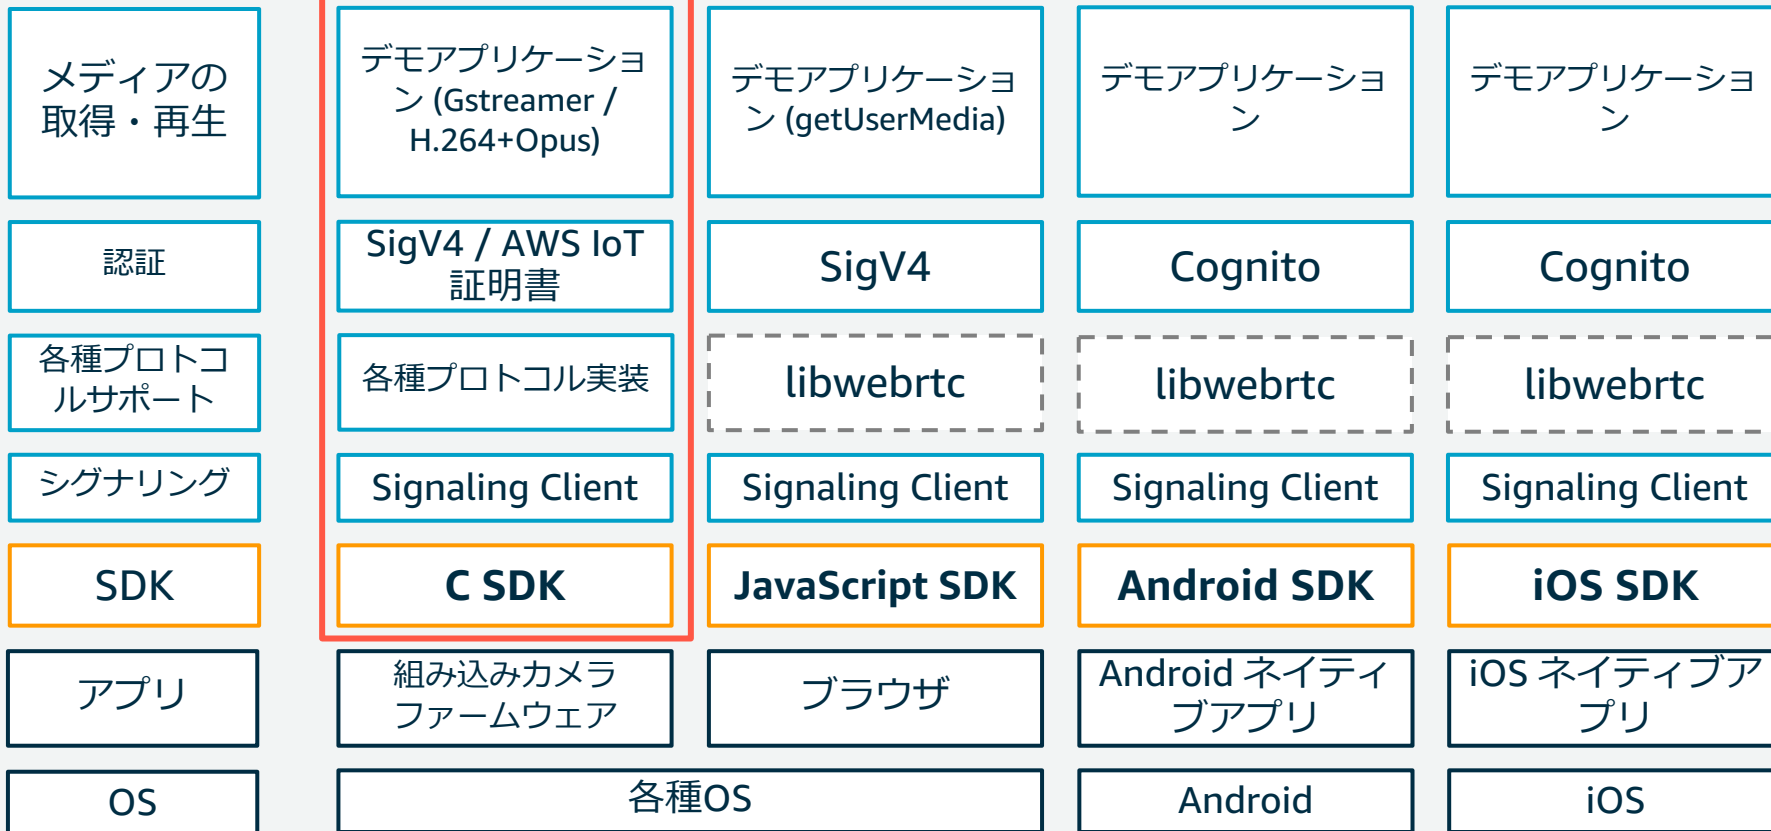 メディアの
取得・再生
デモアプリケーショ
ン (Gstreamer /
H.264+Opus)
デモアプリケーショ
ン (getUserMedia)
デモアプリケーショ
ン
デモアプリケーショ
ン
認証
SigV4 / AWS IoT
証明書
SigV4
Cognito
Cognito
各種プロトコ
ルサポート
各種プロトコル実装
libwebrtc
libwebrtc
libwebrtc
シグナリング
Signaling Client
Signaling Client
Signaling Client
Signaling Client
SDK
C SDK
JavaScript SDK
Android SDK
iOS SDK
アプリ
組み込みカメラ
ファームウェア
ブラウザ
Android ネイティ
ブアプリ
iOS ネイティブア
プリ
OS
各種OS
Android
iOS